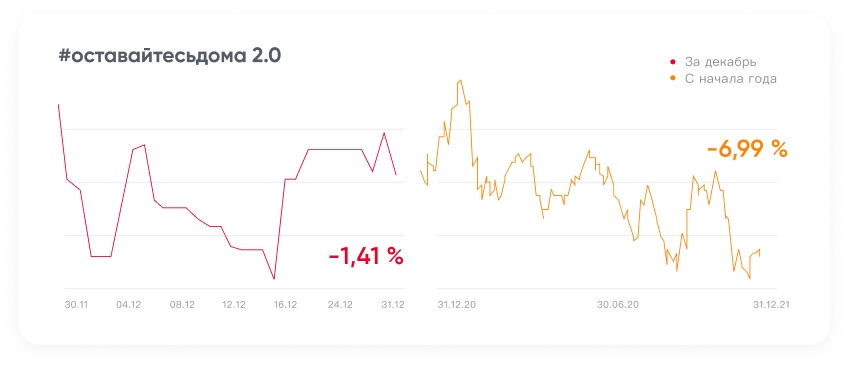 #оставайтесьдома 2.0
За декабрь
С начала года
-6,99 %
-1,41 %
30.11 04.12 08.12 12.12 16.12 24.12 31.12
31.12.20 30.06.20 31.12.21